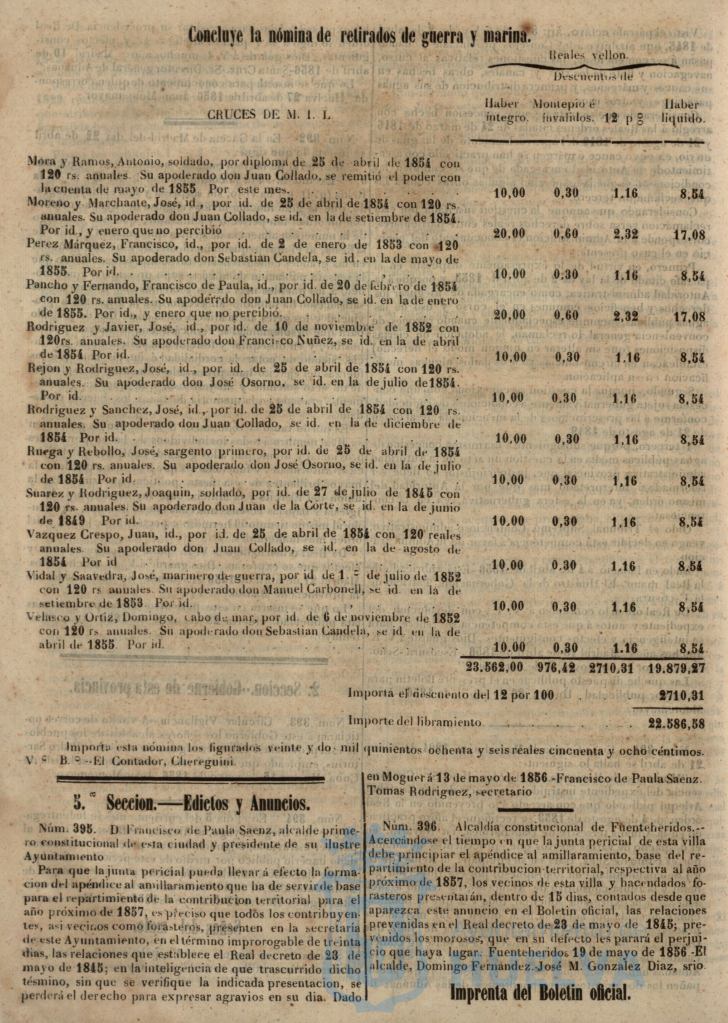 Concluye la nómina de retirados de guerra y marina.
Reales vellon.
Descuentos de
Haber Montepio é Haber
CRUCES DE M. I. L
íntegro. inválidos. 12 p º/o líquido.
Mora y Ramos, Antonio, soldado, por diploma de 25 de abril de 1854 con
120 rs. anuales. Su apoderado don Juan Collado, se remitió el poder con
la cuenta de mayo de 1855 Por este mes. 10,00 0,30 1.16 8,54
Moreno y Marchante, José, id , por id. de 25 de abril de 1854 con 120 rs.
anuales. Su apoderado don Juan Collado, se id. en la de setiembre de 1854.
Por id., y enero que no percibió 20,00 0,60 2,32 17,08
Perez Márquez, Francisco, id., por id. de 2 de enero de 1853 con 120
rs. anuales. Su apoderado don Sebastian Candela, se id. en la de mayo de
1855. Por id. 10,00 0.30 1.16 8,54
Pancho y Fernando, Francisco de Paula, id., por id. de 20 de febrero de 1854
con 120 rs. anuales. Su apoderrdo don Juan Collado, se id. en la de enero
de 1855. Por id., y enero que no percibió. 20,00 0,60 2,32 17,08
Rodriguez y Javier, José, id., por id. de 10 de noviembre de 1852 con
120rs. anuales. Su apoderado don Franci-co Nuñez, se id. en la de abril
de 1854 Por id. 10,00 0,30 1.16 8,54
Rejon y Rodriguez, José, id., por id. de 25 de abril de 1854 con 120 rs.
anuales. Su apoderado don José Osorno, se id. en la de julio de 1854.
Por id. 10,00 0.30 1.16 8,54
Rodriguez y Sanchez, José, id., por id. de 25 de abril de 1854 con 120 rs.
anuales. Su apoderado don Juan Collado, se id. en la de diciembre de
1854 Por id. 10,00 0,30 1.16 8,54
Ruega y Rebollo, José, sargento primero, por id. de 25 de abril de 1854
con 120 rs. anuales. Su apoderado don José Osorno, se id. en la de julio
de 1854 Por id. 10,00 0,30 1,16 8,54
Suarez y Rodriguez, Joaquin, soldado, por id. de 27 de julio de 1845 con
120 rs. anuales. Su apoderado don Juan de la Corte, se id. en la de junio
de 1849 Por id. 10,00 0,30 1.16 8,54
Vazquez Crespo, Juan, id., por id. de 25 de abril de 1854 con 120 reales
anuales. Su apoderado don Juan Collado, se id. en la de agosto de
1854 Por id 10,00 0.30 1.16 8,54
Vidal y Saavedra, José, marinero de guerra, por id de 1.º de julio de 1852
con 120 rs anuales. Su apoderado don Manuel Carbonell, se id. en la de
setiembre de 1853 Por id. 10,00 0,30 1.16 8,54
Velasco y Ortiz, Domingo, cabo de mar, por id. de 6 de noviembre de 1852
con 120 rs. anuales. Su apoderado don Sebastian Candela, se id. en la de
abril de 1855 Por id. 10.00 0,30 1.16 8,54
23.562,00 976,42 2710,31 19.879,27
Importa el descuento del 12 por 100 2710,31
Importe del libramiento 22.586,58
Importa esta nómina los figurados veinte y do- mil quinientos ochenta y seis reales cincuenta y ocho céntimos.
V.º B.º--El Contador, Chereguini.
5.ª Seccion.—Edictos y Anuncios.
Núm. 395. D. Francisco de Paula Saenz, alcalde prime-
ro constitucional de esta ciudad y presidente de su ilustre
Ayuntamiento
Para que la junta pericial pueda llevar á efecto la forma-
cion del apéndice al amillaramiento que ha de servir de base
para el repartimiento de la contribucion territorial para el
año próximo de 1857, es preciso que todos los contribuyen-
tes, asi vecinos como forasteros, presenten en la secretaría
de este Ayuntamiento, en el término improrogable de treinta
dias, las relaciones que establece el Real decreto de 23 de
mayo de 1845; en la inteligencia de que trascurrido dicho
término, sin que se verifique la indicada presentacion, se
perderá el derecho para expresar agravios en su dia. Dado
en Moguer á 13 de mayo de 1856 -Francisco de Paula Saenz.
Tomas Rodriguez, secretario
Núm. 396. Alcaldía constitucional de Fuenteheridos.--
Acercándose el tiempo en que la junta pericial de esta villa
debe principiar el apéndice al amillaramiento, base del re-
partimiento de la contribucion territorial, respectiva al año
próximo de 1857, los vecinos de esta villa y hacendados fo-
rasteros presentarán, dentro de 15 dias, contados desde que
aparezca este anuncio en el Boletin oficial, las relaciones
prevenidas en el Real decreto de 23 de mayo de 1845; pre-
venidos los morosos, que en su defecto les parará el perjui-
cio que haya lugar. Fuenteheridos 19 de mayo de 1856 -El
alcalde, Domingo Fernández.-José M. Gonzalez Diaz, srio.
Imprenta del Boletin oficial.